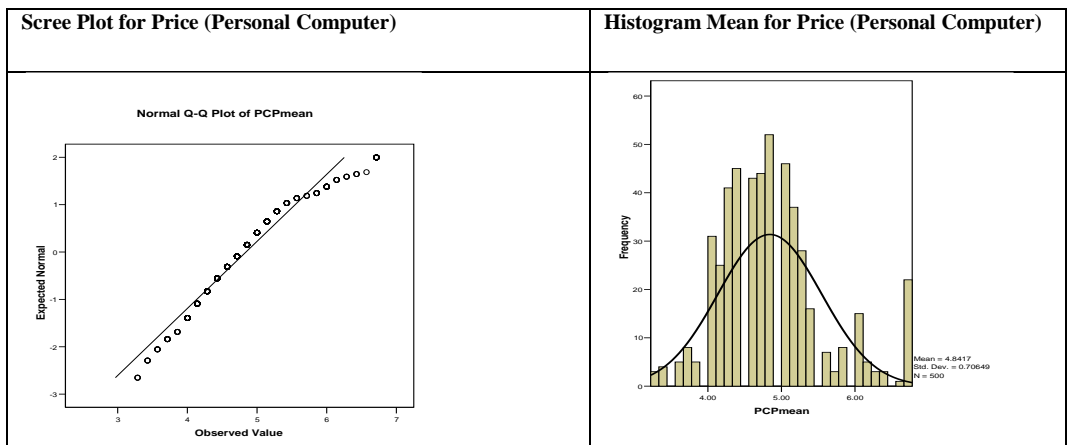 Scree Plot for Price (Personal Computer)
Histogram Mean for Price (Personal Computer)
Normal Q-Q Plot of PCPmean
2
1
0
-1
-2
-3
Expected Normal
3 4 5 6 7
Observed Value
60
50
40
30
20
10
0
Frequency
4.00 5.00 6.00
PCPmean
Mean = 4.8417
Std. Dev. = 0.70649
N = 500